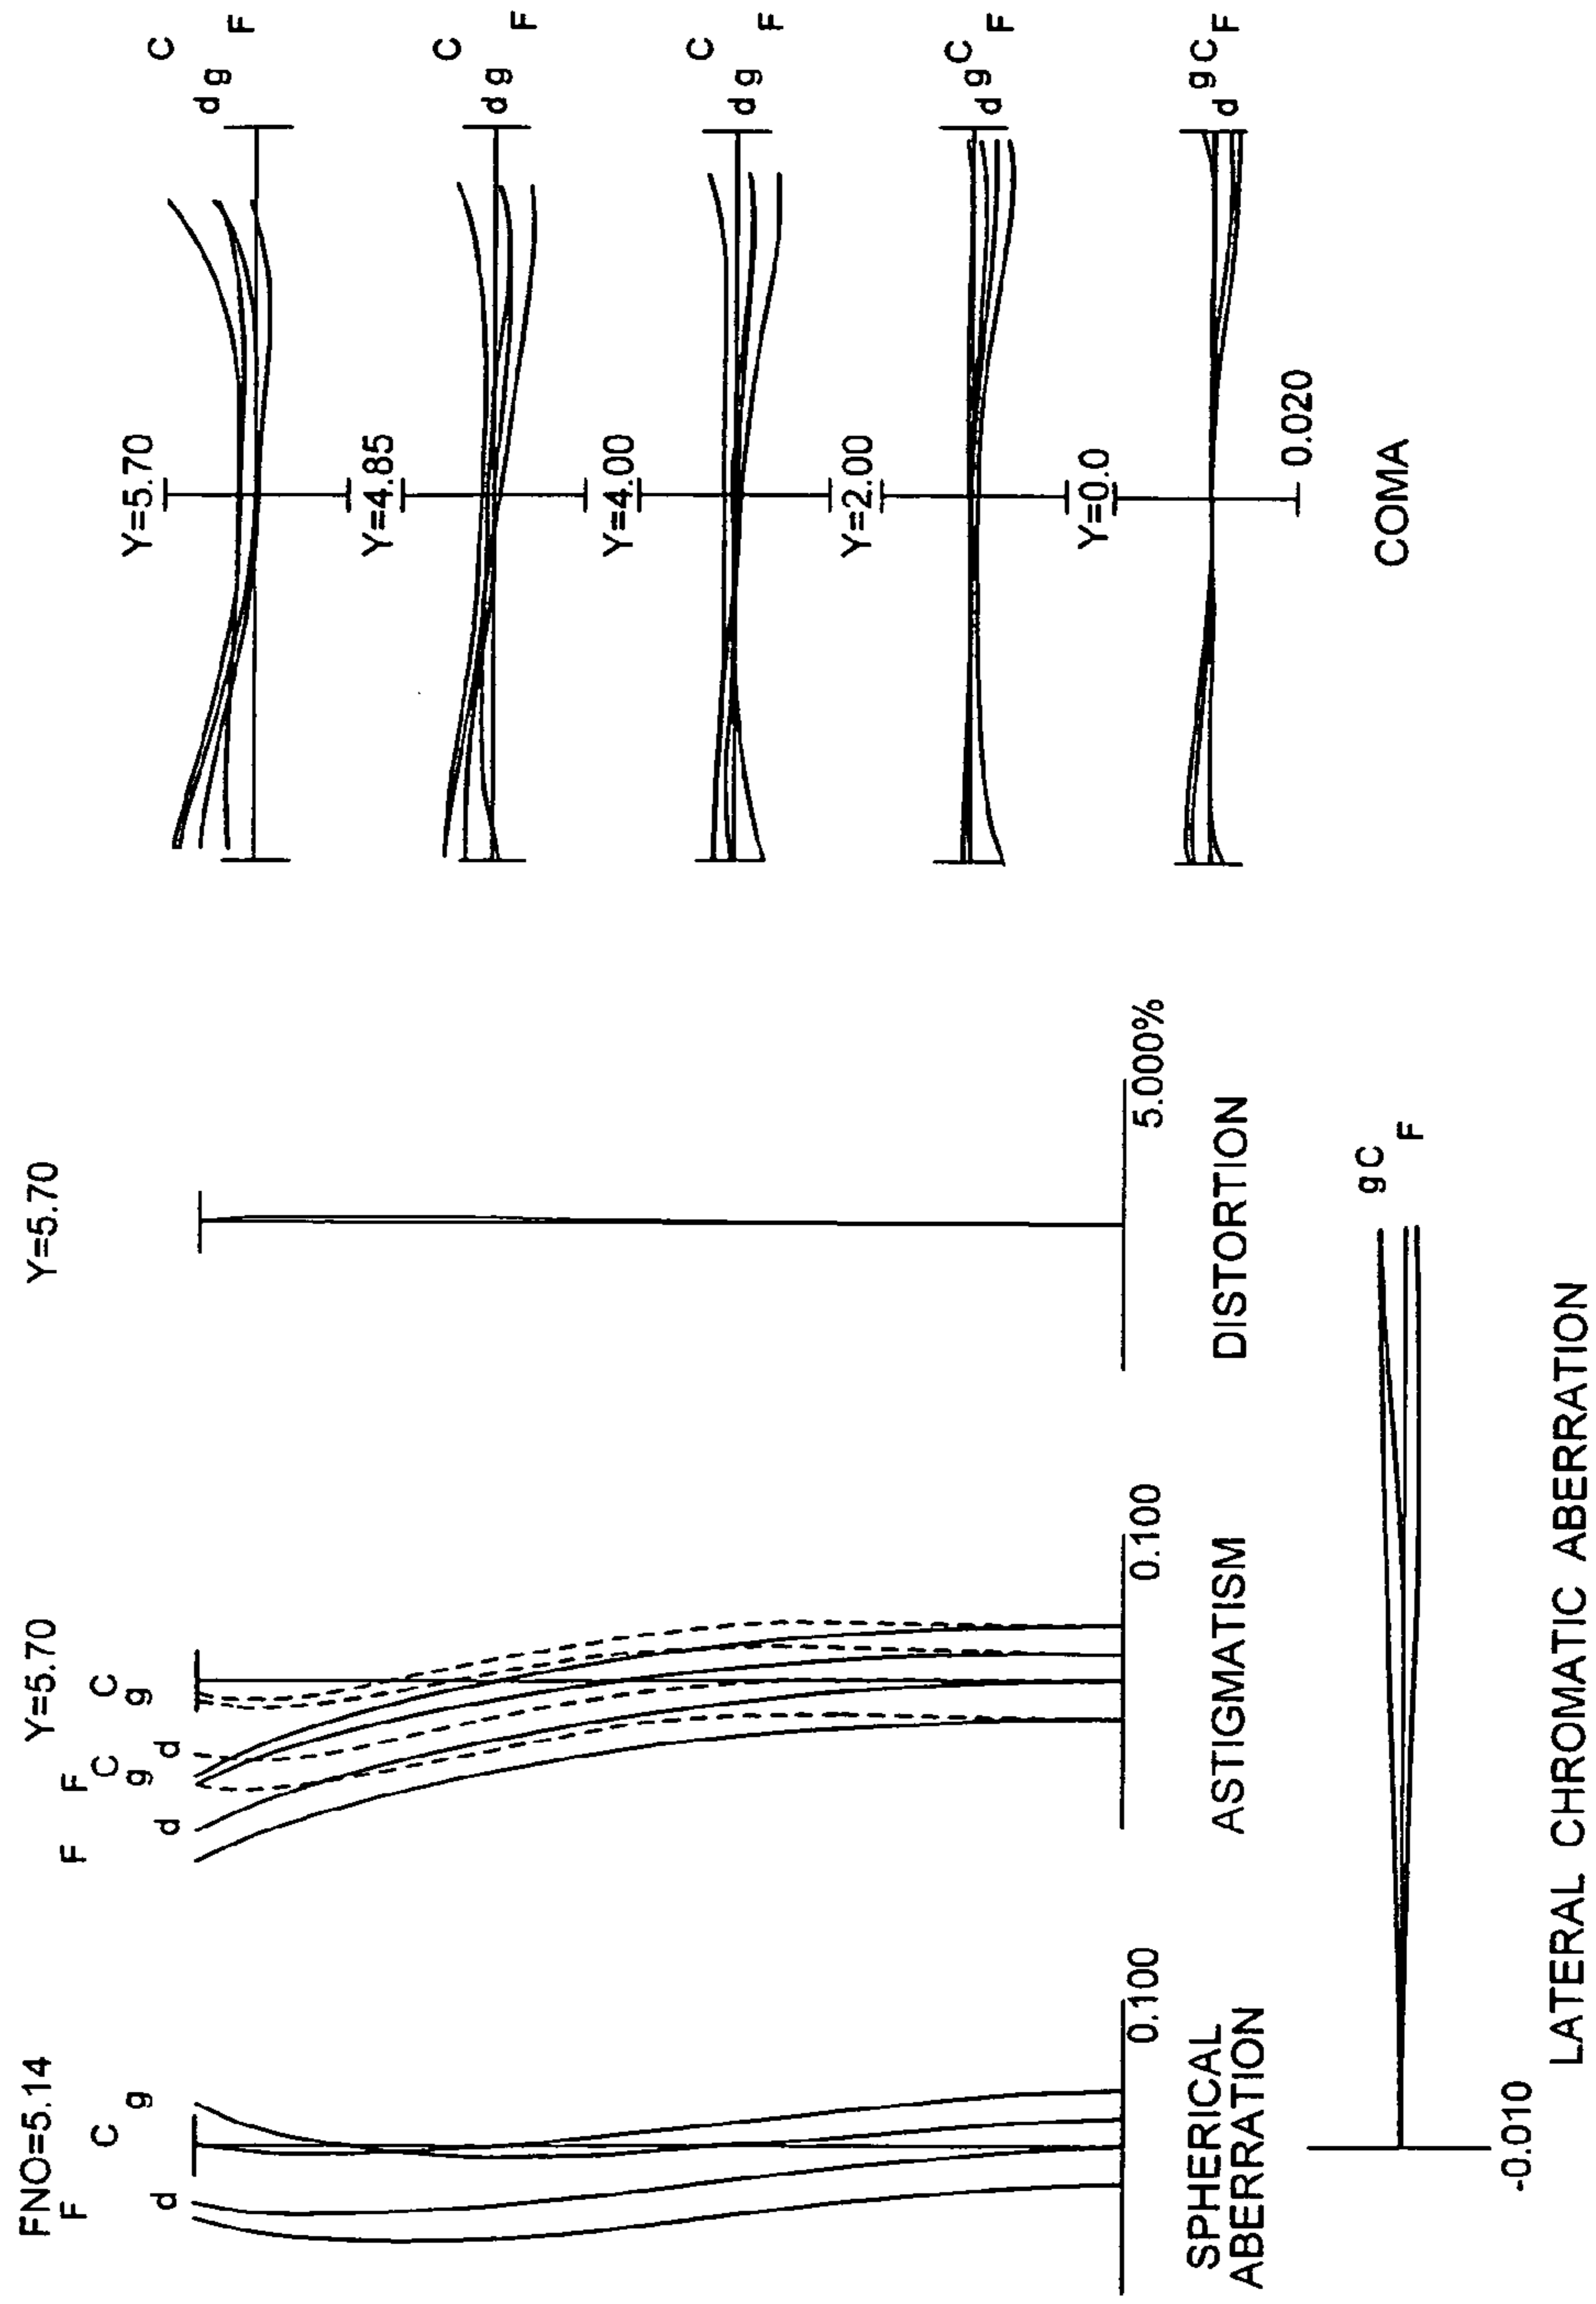 FNO=5.14
F
C
d
g
0.100
SPHERICAL
ABERRATION
Y=5.70
F
F
C
C
d
g
d
g
0.100
ASTIGMATISM
Y=5.70
5.000%
DISTORTION
Y=5.70
C
d g
F
Y=4.85
C
d g
F
Y=4.00
C
d g
F
Y=2.00
C
d g
F
Y=0.0
g C
d F
0.020
COMA
g C
F
-0.010
LATERAL CHROMATIC ABERRATION